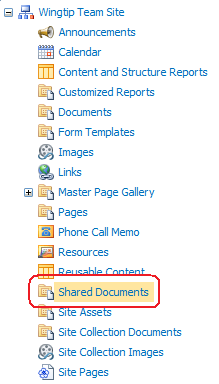 Wingtip Team Site
Announcements
Calendar
Content and Structure Reports
Customized Reports
Documents
Form Templates
Images
Links
Master Page Gallery
Pages
Phone Call Memo
Resources
Reusable Content
Shared Documents
Site Assets
Site Collection Documents
Site Collection Images
Site Pages